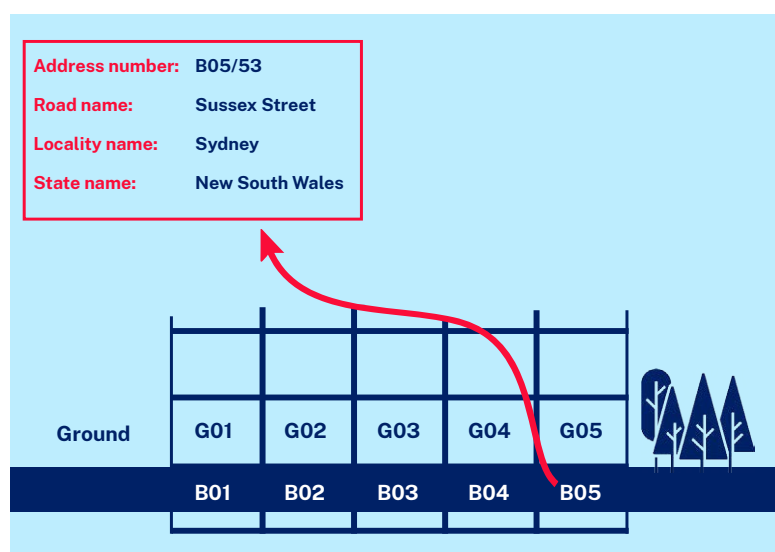 Address number: B05/53
Road name: Sussex Street
Locality name: Sydney
State name: New South Wales
Ground G01 G02 G03 G04 G05
B01 B02 B03 B04 B05